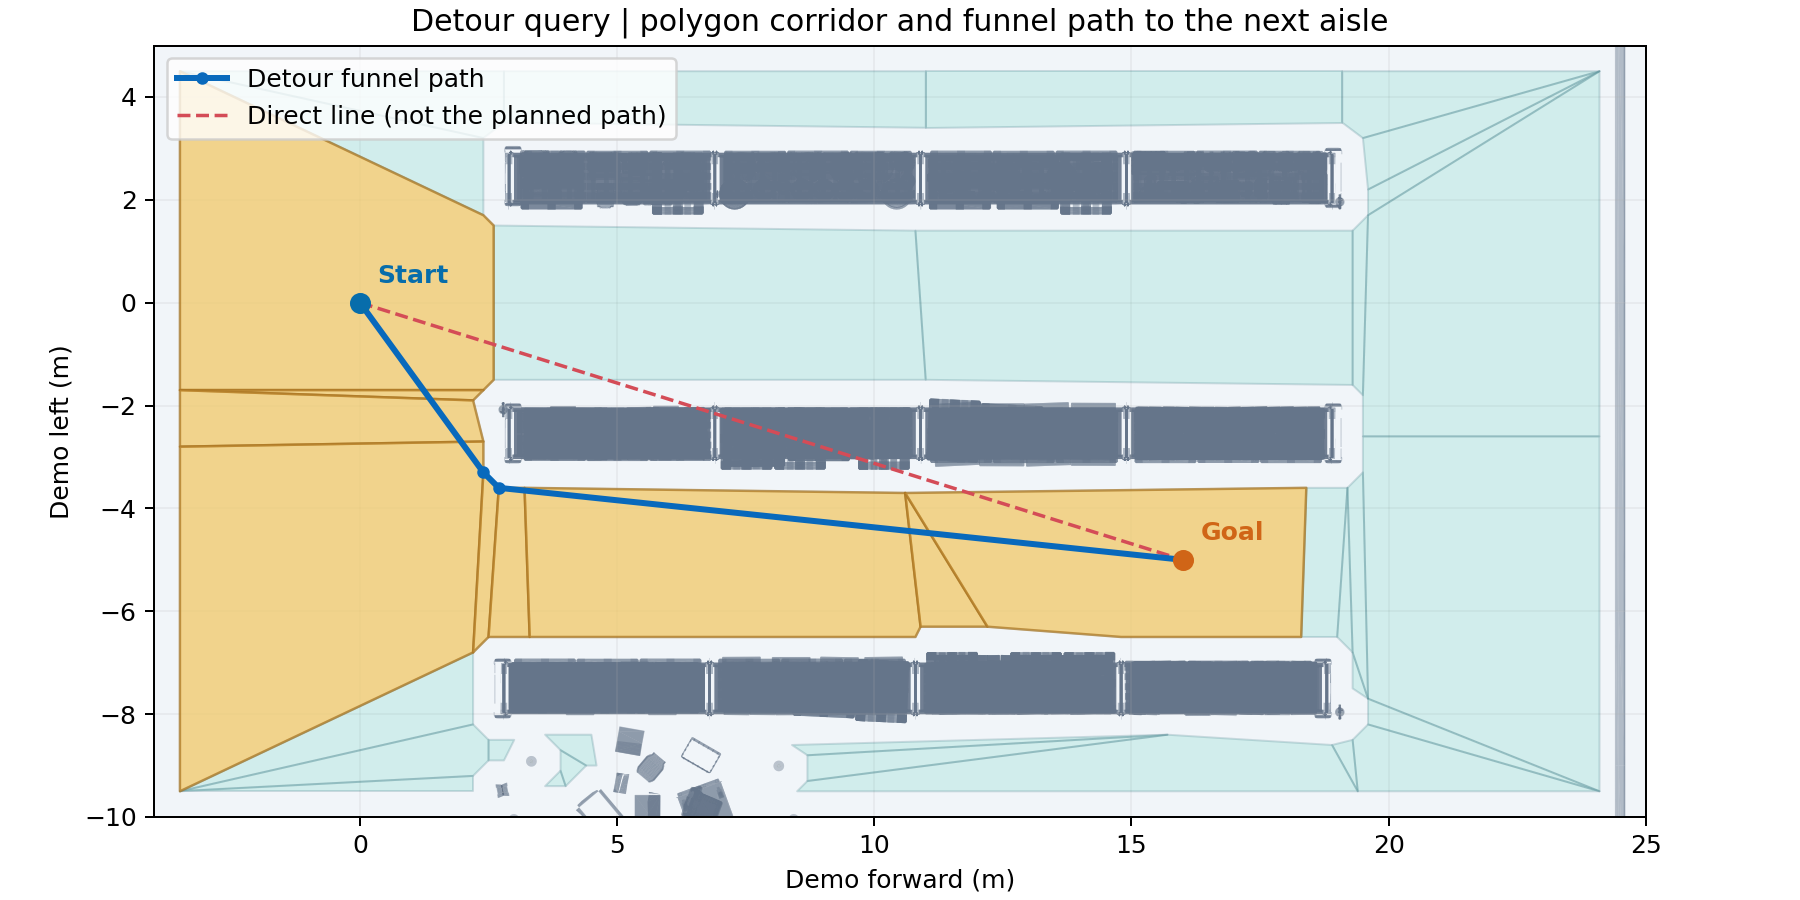 Detour query | polygon corridor and funnel path to the next aisle
Detour funnel path
Direct line (not the planned path)
Start
Goal
4
2
0
−2
−4
−6
−8
−10
Demo left (m)
0
5
10
15
20
25
Demo forward (m)